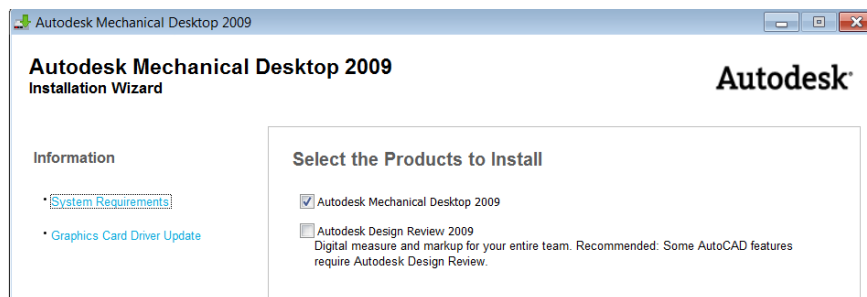 Autodesk Mechanical Desktop 2009
Autodesk Mechanical Desktop 2009
Installation Wizard
Autodesk
Information
System Requirements
Graphics Card Driver Update
Select the Products to Install
Autodesk Mechanical Desktop 2009
Autodesk Design Review 2009
Digital measure and markup for your entire team. Recommended: Some AutoCAD features
require Autodesk Design Review.